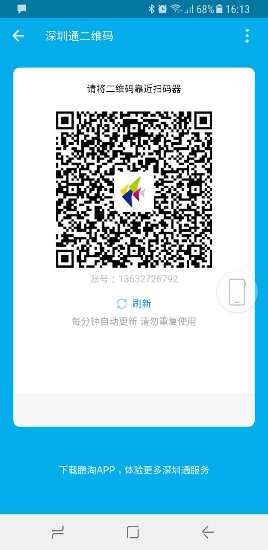 68% 16:13
深圳通二维码
请将二维码靠近扫码器
账号：13632726792
刷新
每分钟自动更新 请勿重复使用
下载腾淘APP，体验更多深圳通服务